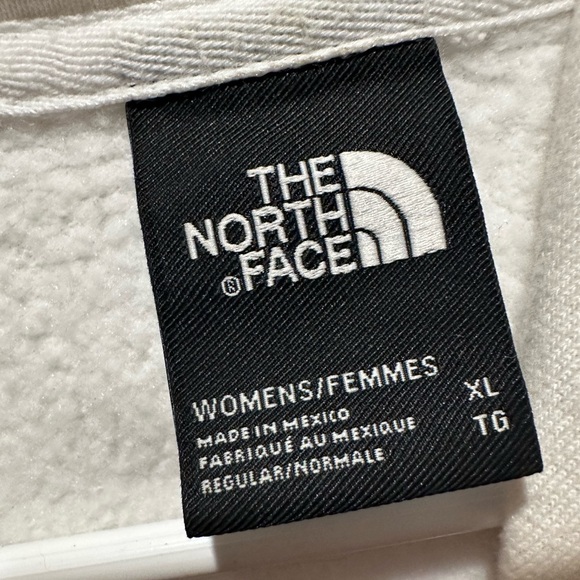 THE
NORTH
® FACE
WOMENS/FEMMES XL
MADE IN MEXICO TG
FABRIQUÉ AU MEXIQUE
REGULAR/NORMALE